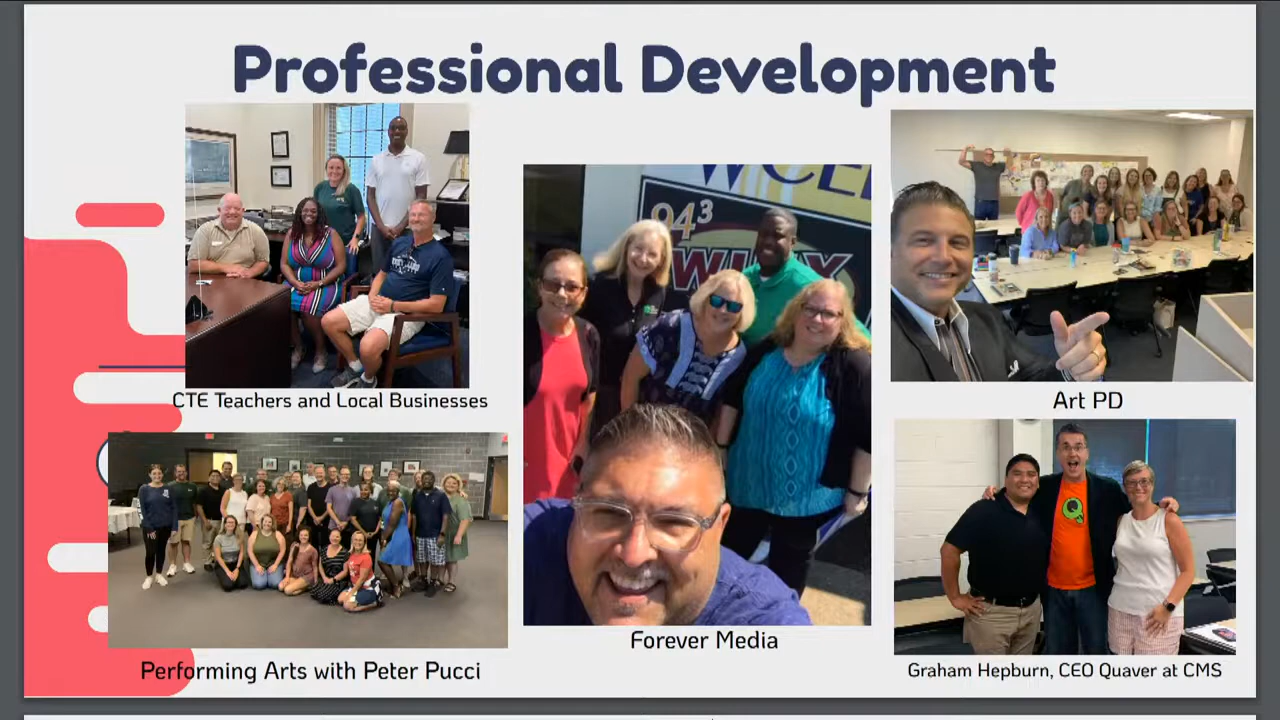 Professional Development
CTE Teachers and Local Businesses
94³
Art PD
Forever Media
Performing Arts with Peter Pucci
Graham Hepburn, CEO Quaver at CMS